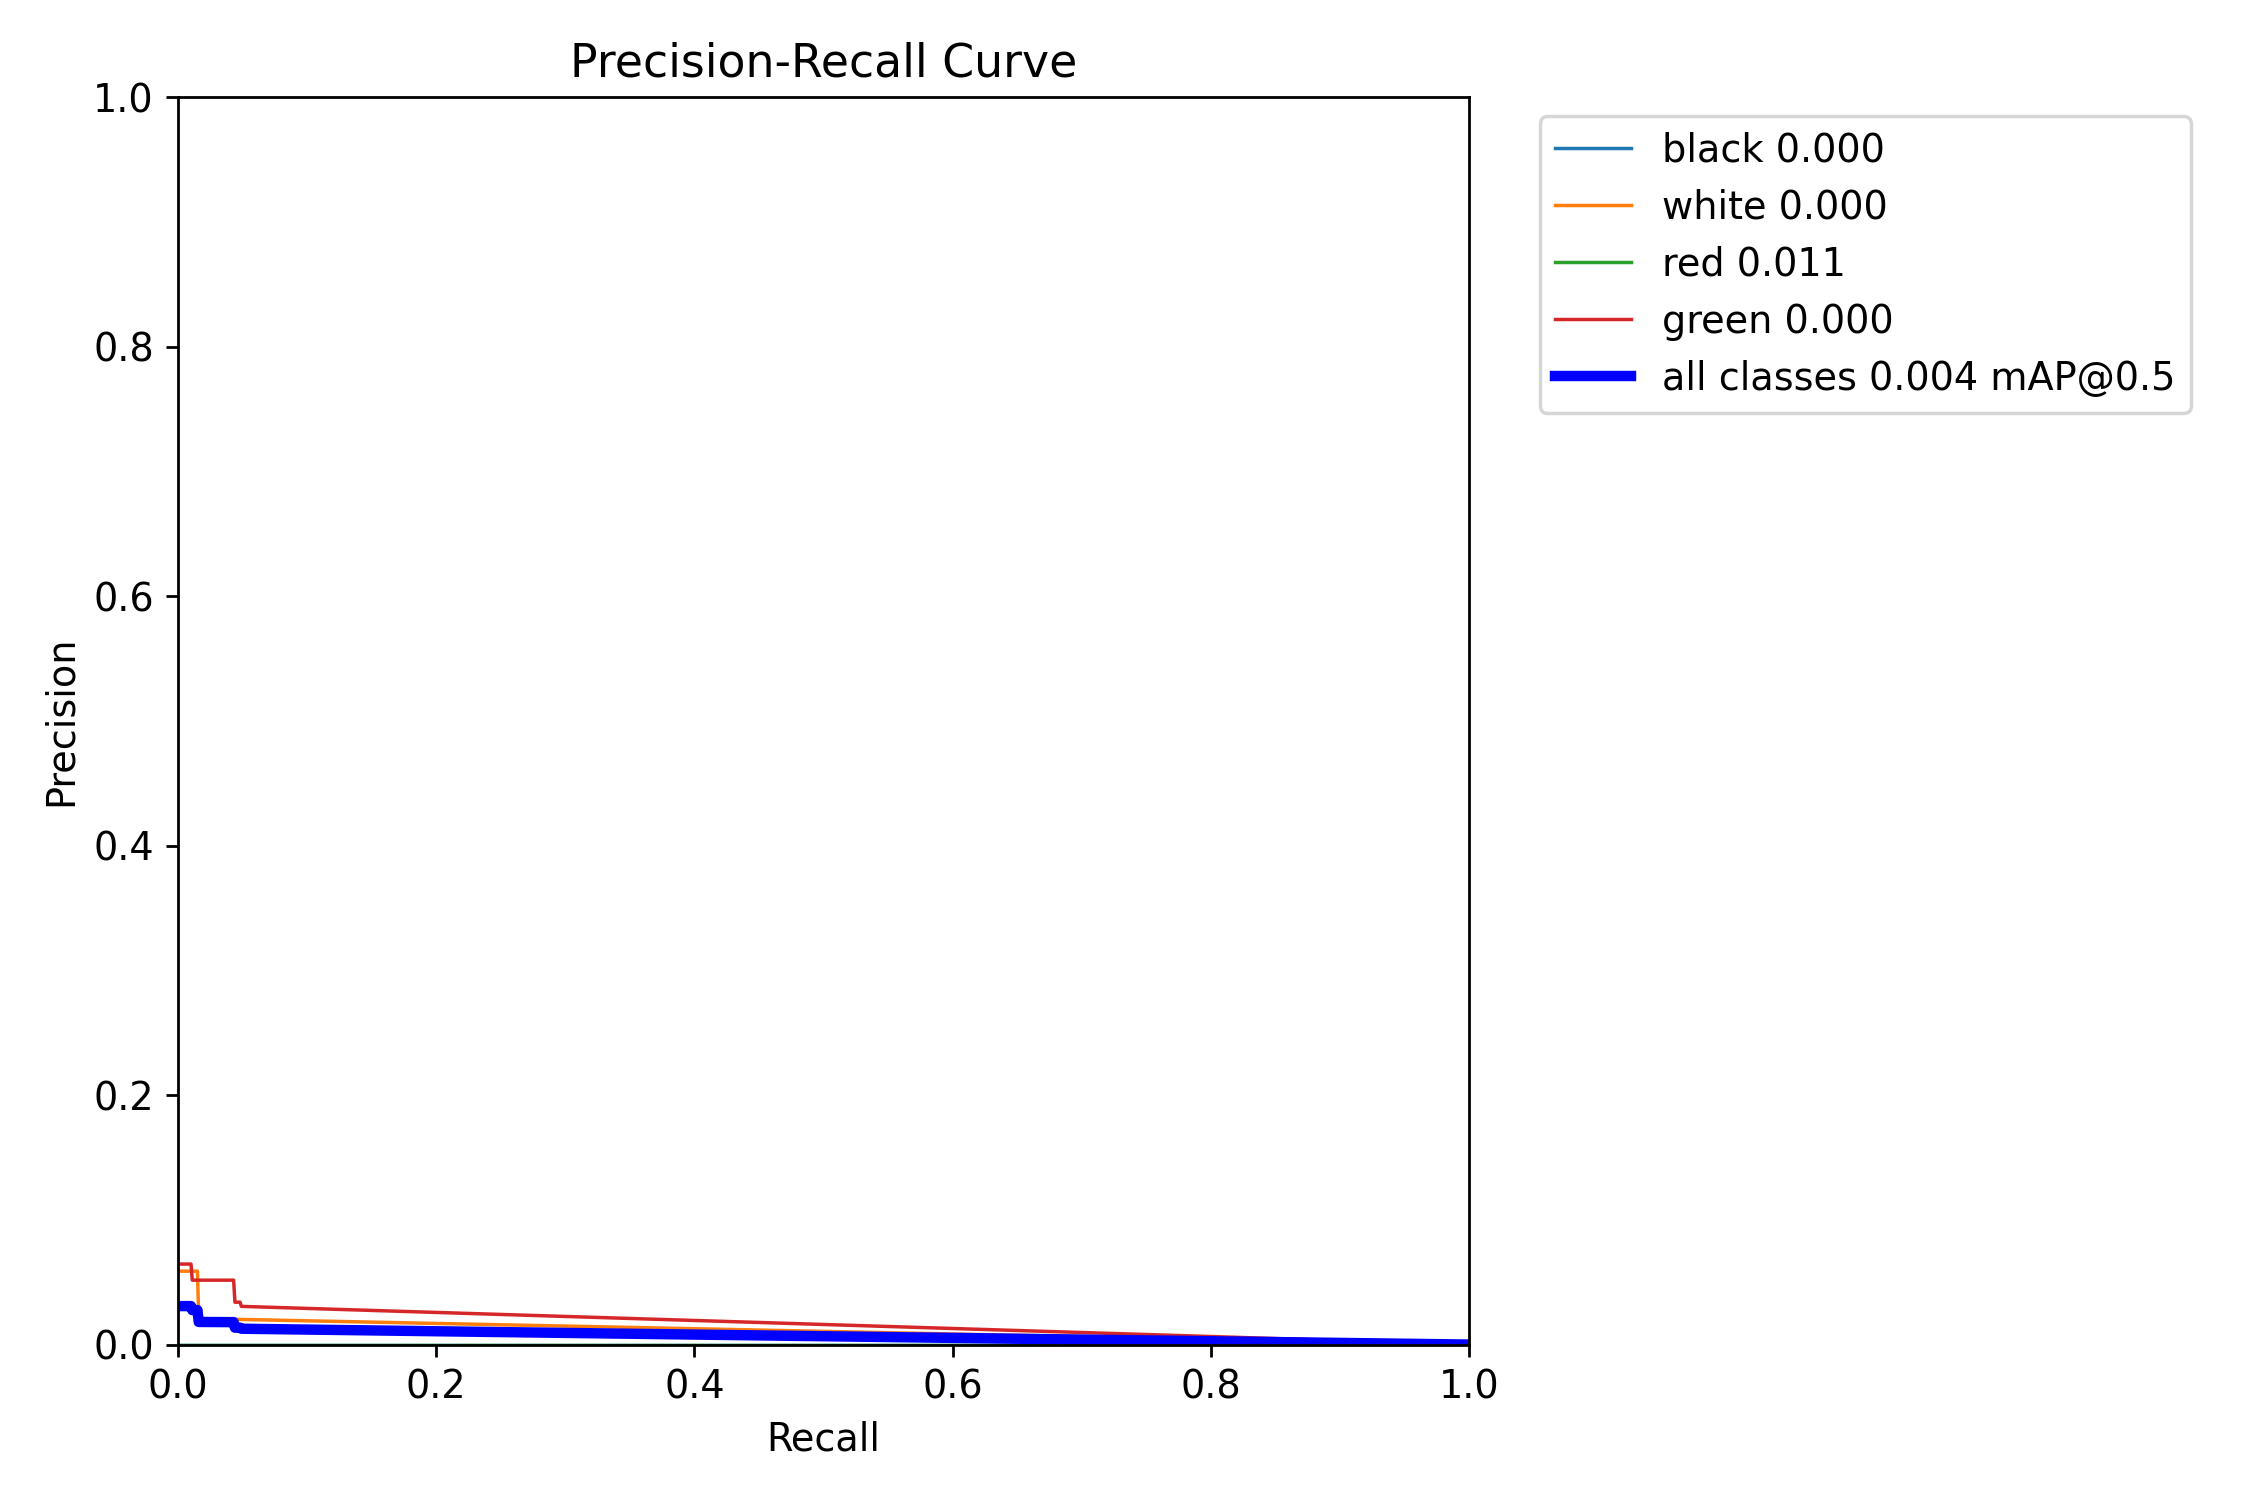 Precision-Recall Curve
1.0
0.8
0.6
0.4
0.2
0.0
Precision
0.0 0.2 0.4 0.6 0.8 1.0
Recall
black 0.000
white 0.000
red 0.011
green 0.000
all classes 0.004 mAP@0.5